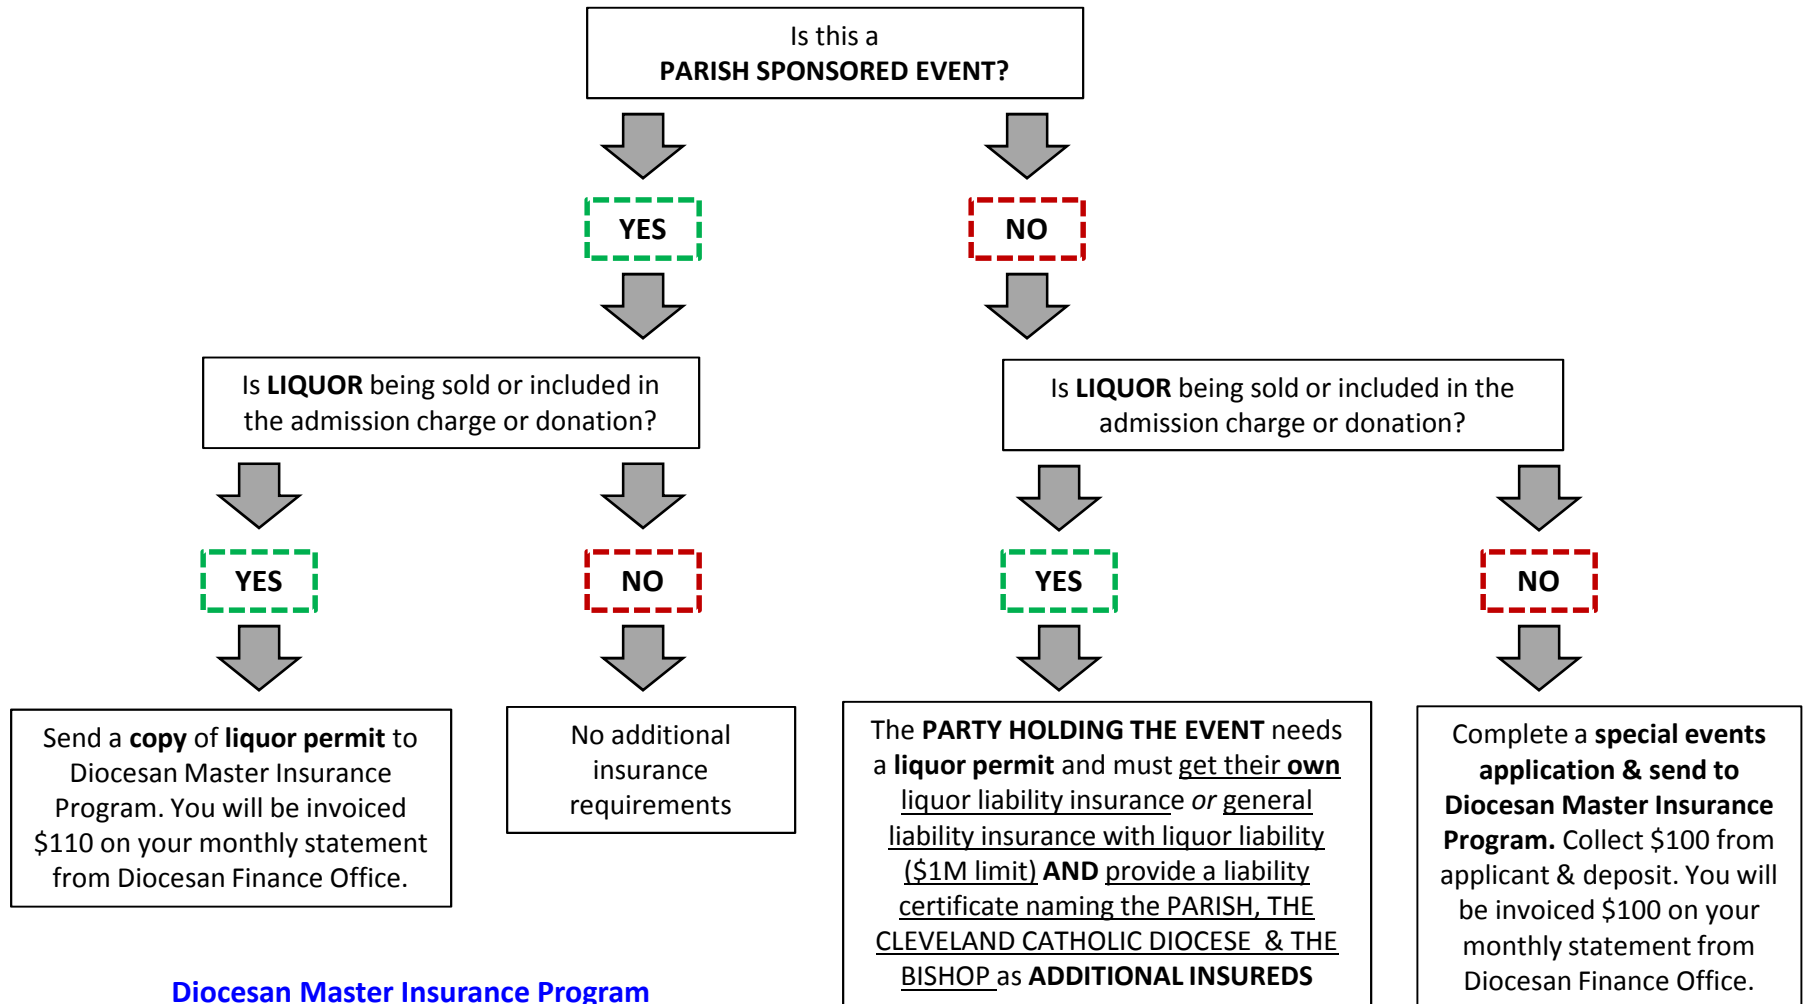 Is this a
PARISH SPONSORED EVENT?
YES
NO
Is LIQUOR being sold or included in
the admission charge or donation?
Is LIQUOR being sold or included in the
admission charge or donation?
YES
NO
YES
NO
Send a copy of liquor permit to
Diocesan Master Insurance
Program. You will be invoiced
$110 on your monthly statement
from Diocesan Finance Office.
No additional
insurance
requirements
The PARTY HOLDING THE EVENT needs
a liquor permit and must get their own
liquor liability insurance or general
liability insurance with liquor liability
($1M limit) AND provide a liability
certificate naming the PARISH, THE
CLEVELAND CATHOLIC DIOCESE & THE
BISHOP as ADDITIONAL INSUREDS
Complete a special events
application & send to
Diocesan Master Insurance
Program. Collect $100 from
applicant & deposit. You will
be invoiced $100 on your
monthly statement from
Diocesan Finance Office.
Diocesan Master Insurance Program